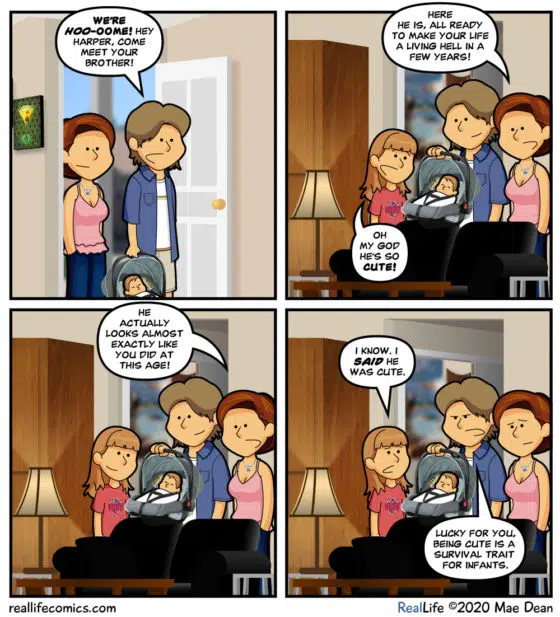 WE'RE
HOO-OOME! HEY
HARPER, COME
MEET YOUR
BROTHER!
HERE
HE IS, ALL READY
TO MAKE YOUR LIFE
A LIVING HELL IN A
FEW YEARS!
OH
MY GOD
HE'S SO
CUTE!
HE
ACTUALLY
LOOKS ALMOST
EXACTLY LIKE
YOU DID AT
THIS AGE!
I KNOW. I
SAID HE
WAS CUTE.
LUCKY FOR YOU,
BEING CUTE IS A
SURVIVAL TRAIT
FOR INFANTS.
reallifecomics.com
RealLife ©2020 Mae Dean